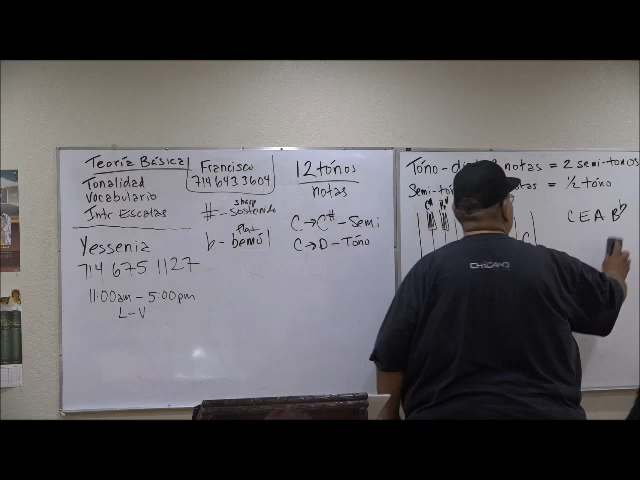 Teoría Básica
Tonalidad
Vocabulario
Intr Escalas
Yessenia
714 675 1127
11:00am - 5:00pm
L-V
Francisco
714 643 3604
sharp
# - sostenido
flat
b - bemól
12 tónos
notas
C → C# - Semi
C → D - Tóno
Tóno - notas = 2 semi-tonos
Semi- notas = ½ tóno
C E A B♭
CHICANO